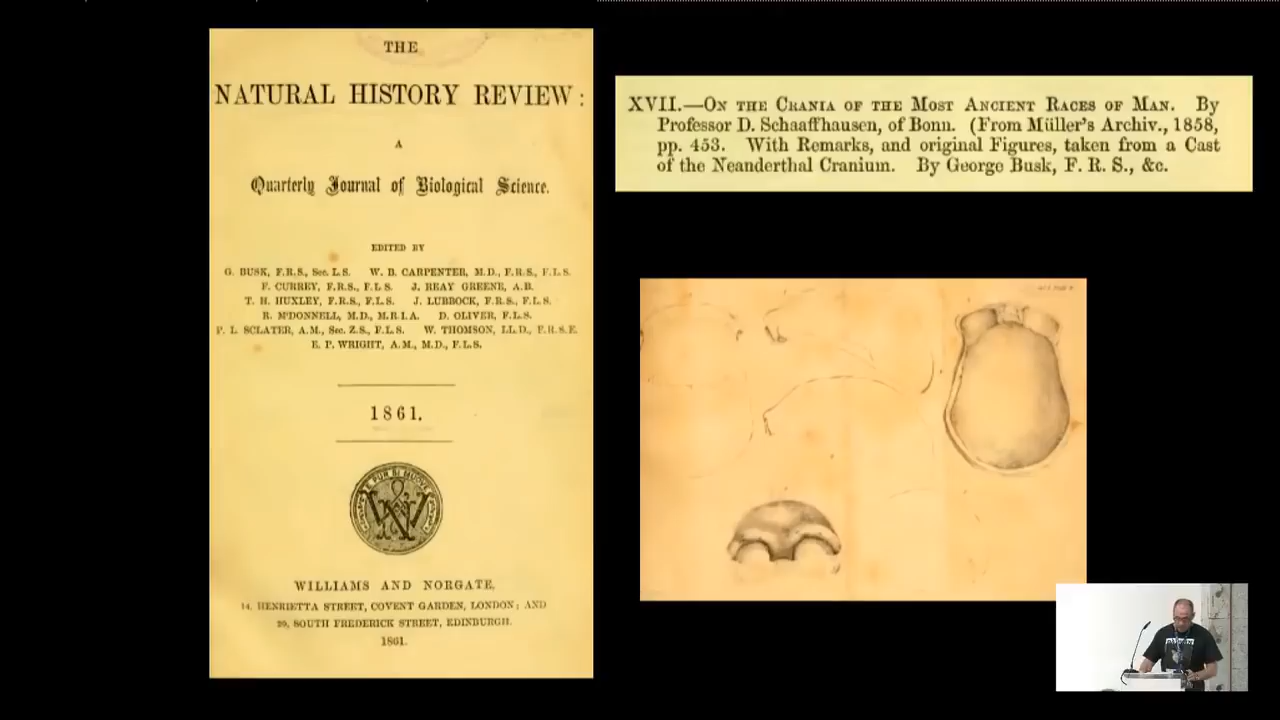 THE
NATURAL HISTORY REVIEW:
A
Quarterly Journal of Biological Science.
EDITED BY
G. BUSK, F.R.S., Sec. L.S. W. B. CARPENTER, M.D., F.R.S., F.L.S.
F. CURREY, F.R.S., F.L.S. J. REAY GREENE, A.B.
T. H. HUXLEY, F.R.S., F.L.S. J. LUBBOCK, F.R.S., F.L.S.
R. M'DONNELL, M.D., M.R.I.A. D. OLIVER, F.L.S.
P. L. SCLATER, A.M., Sec. Z.S., F.L.S. W. THOMSON, LL.D., F.R.S.E.
E. P. WRIGHT, A.M., M.D., F.L.S.
1861.
WILLIAMS AND NORGATE,
14, HENRIETTA STREET, COVENT GARDEN, LONDON; AND
20, SOUTH FREDERICK STREET, EDINBURGH.
1861.
XVII.—On the Crania of the Most Ancient Races of Man. By
Professor D. Schaaffhausen, of Bonn. (From Müller's Archiv., 1858,
pp. 453. With Remarks, and original Figures, taken from a Cast
of the Neanderthal Cranium. By George Busk, F. R. S., &c.